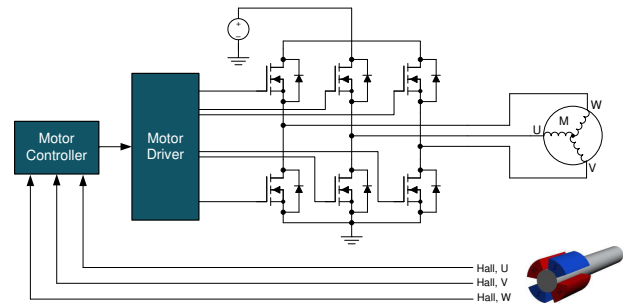 Motor
Controller
Motor
Driver
M
U
W
V
Hall, U
Hall, V
Hall, W